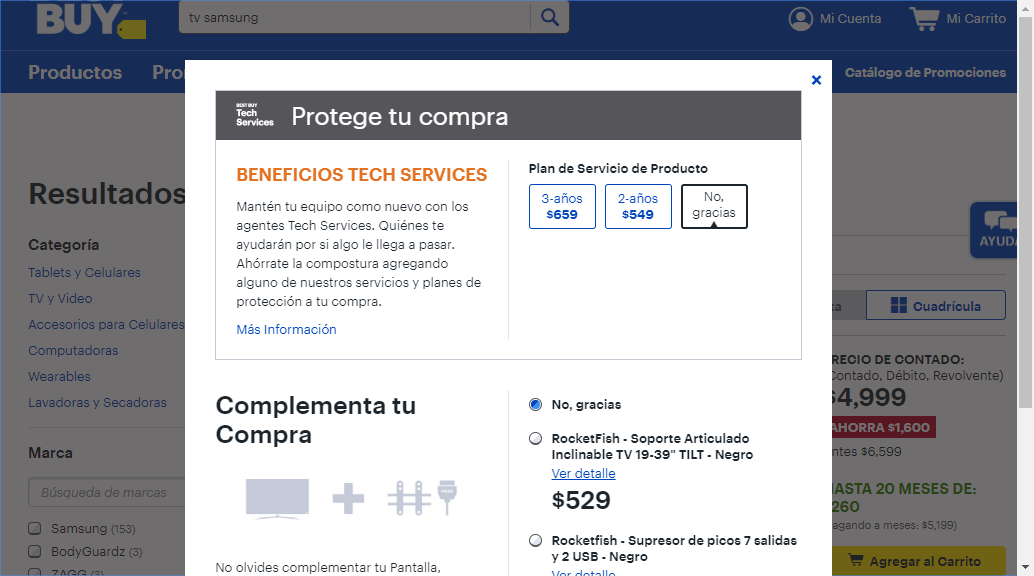 BUY
tv samsung
Mi Cuenta
Mi Carrito
Productos
Catálogo de Promociones
BEST BUY
Tech
Services
Protege tu compra
BENEFICIOS TECH SERVICES
Mantén tu equipo como nuevo con los
agentes Tech Services. Quiénes te
ayudarán por si algo le llega a pasar.
Ahórrate la compostura agregando
alguno de nuestros servicios y planes de
protección a tu compra.
Más Información
Plan de Servicio de Producto
3-años
$659
2-años
$549
No,
gracias
Resultados
Categoría
Tablets y Celulares
TV y Video
Accesorios para Celulares
Computadoras
Wearables
Lavadoras y Secadoras
Marca
Búsqueda de marcas
Samsung (153)
BodyGuardz (3)
ZAGG (3)
Complementa tu
Compra
No olvides complementar tu Pantalla,
No, gracias
RocketFish - Soporte Articulado
Inclinable TV 19-39" TILT - Negro
Ver detalle
$529
Rocketfish - Supresor de picos 7 salidas
y 2 USB - Negro
Ver detalle
AYUDA
Cuadrícula
RECIO DE CONTADO:
Contado, Débito, Revolvente)
$4,999
AHORRA $1,600
ntes $6,599
HASTA 20 MESES DE:
260
agando a meses: $5,199)
Agregar al Carrito